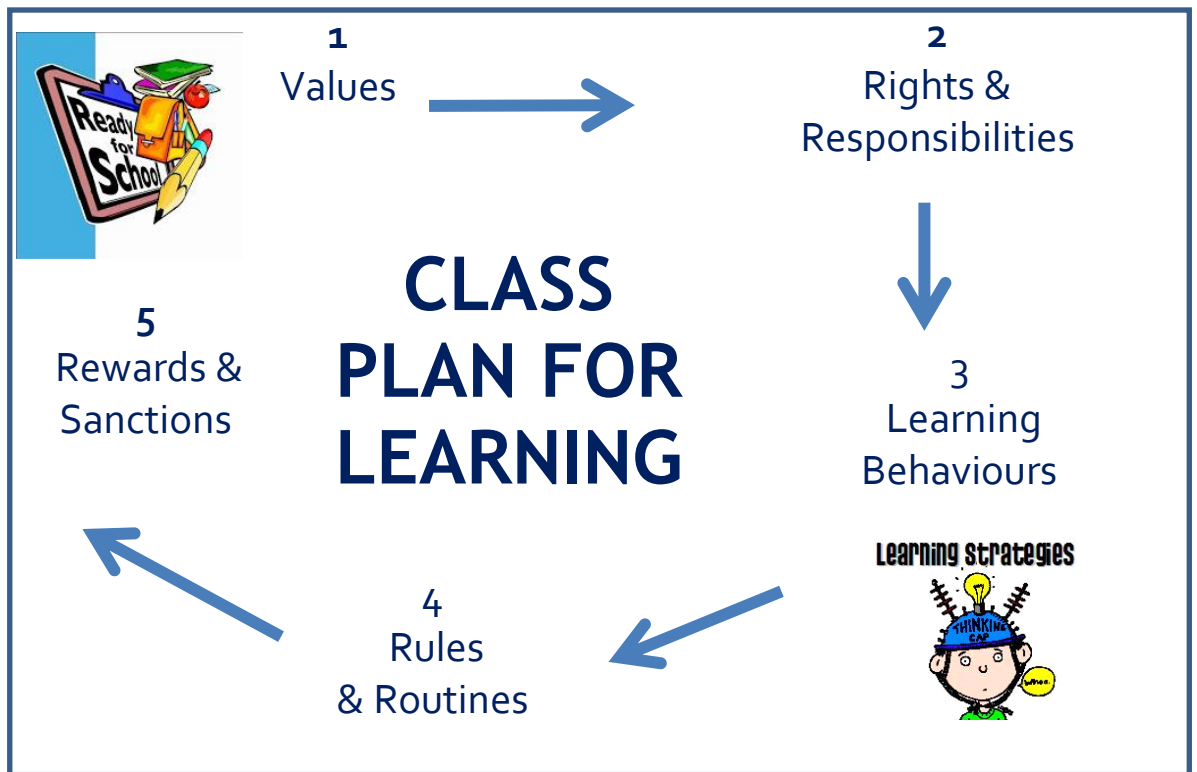 Ready
for
School
1
Values
2
Rights &
Responsibilities
CLASS
PLAN FOR
LEARNING
3
Learning
Behaviours
Learning strategies
THINKING
CAP
4
Rules
& Routines
5
Rewards &
Sanctions